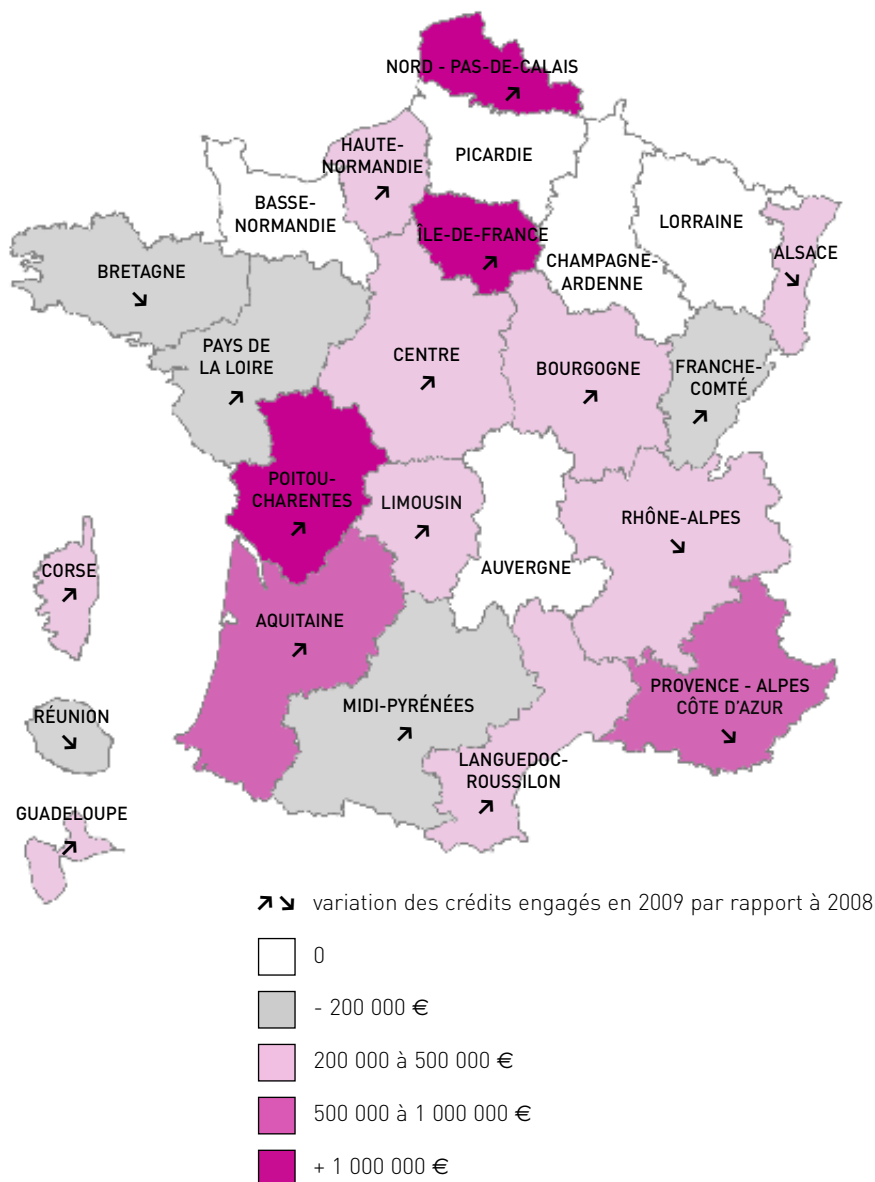 NORD - PAS-DE-CALAIS
HAUTE-
NORMANDIE
PICARDIE
BASSE-
NORMANDIE
LORRAINE
ÎLE-DE-FRANCE
CHAMPAGNE-
ARDENNE
ALSACE
BRETAGNE
PAYS DE
LA LOIRE
CENTRE
BOURGOGNE
FRANCHE-
COMTÉ
POITOU-
CHARENTES
LIMOUSIN
RHÔNE-ALPES
CORSE
AUVERGNE
AQUITAINE
PROVENCE - ALPES
CÔTE D'AZUR
RÉUNION
MIDI-PYRÉNÉES
LANGUEDOC-
ROUSSILON
GUADELOUPE
↗ ↘ variation des crédits engagés en 2009 par rapport à 2008
0
- 200 000 €
200 000 à 500 000 €
500 000 à 1 000 000 €
+ 1 000 000 €